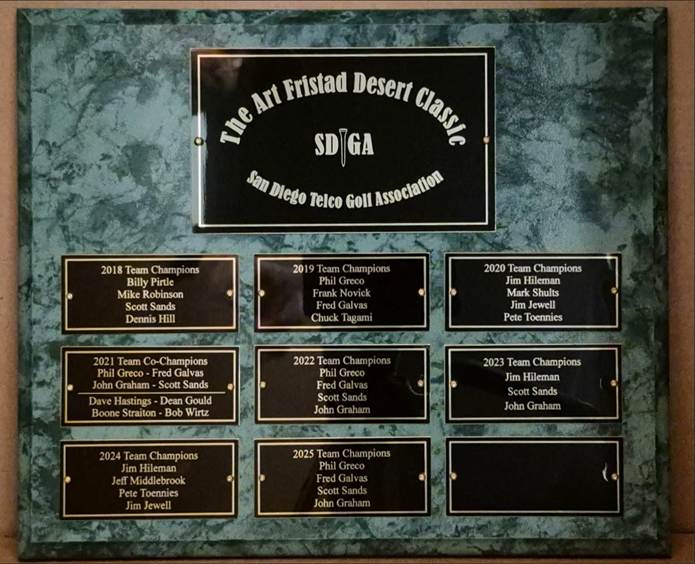 The Art Fristad Desert Classic
SD GA
San Diego Telco Golf Association
2018 Team Champions
Billy Pirtle
Mike Robinson
Scott Sands
Dennis Hill
2019 Team Champions
Phil Greco
Frank Novick
Fred Galvas
Chuck Tagami
2020 Team Champions
Jim Hileman
Mark Shults
Jim Jewell
Pete Toennies
2021 Team Co-Champions
Phil Greco - Fred Galvas
John Graham - Scott Sands
Dave Hastings - Dean Gould
Boone Straiton - Bob Wirtz
2022 Team Champions
Phil Greco
Fred Galvas
Scott Sands
John Graham
2023 Team Champions
Jim Hileman
Scott Sands
John Graham
2024 Team Champions
Jim Hileman
Jeff Middlebrook
Pete Toennies
Jim Jewell
2025 Team Champions
Phil Greco
Fred Galvas
Scott Sands
John Graham